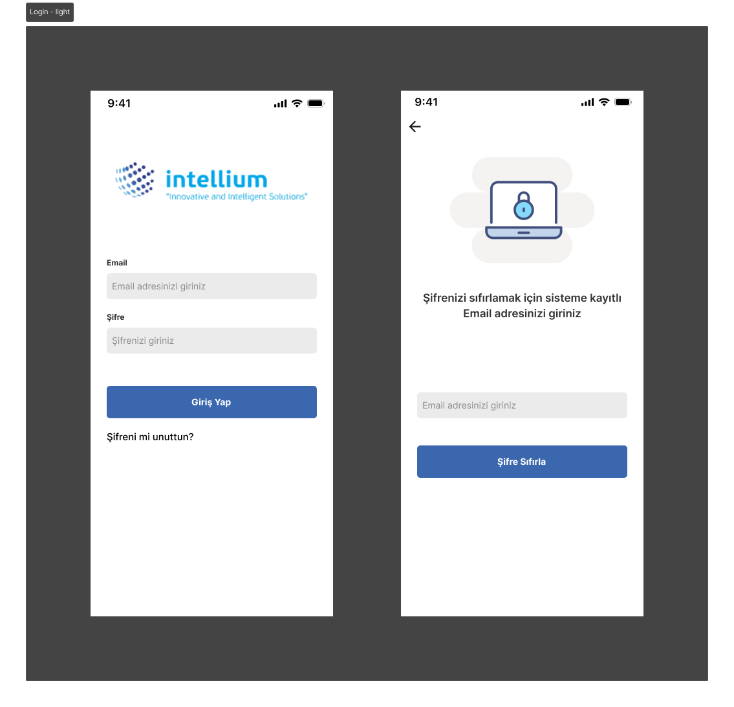 Login - light
9:41
intellium
"Innovative and Intelligent Solutions"
Email
Email adresinizi giriniz
Şifre
Şifrenizi giriniz
Giriş Yap
Şifreni mi unuttun?
9:41
Şifrenizi sıfırlamak için sisteme kayıtlı
Email adresinizi giriniz
Email adresinizi giriniz
Şifre Sıfırla